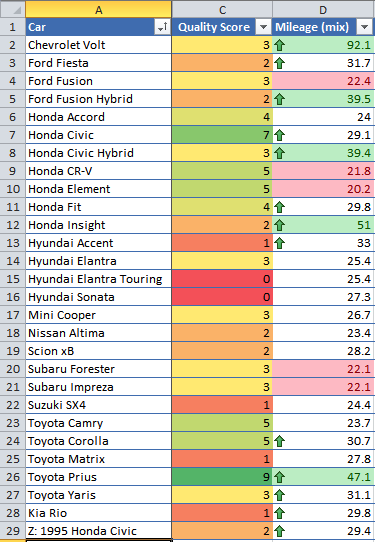 A C D
1 Car Quality Score Mileage (mix)
2 Chevrolet Volt 3 92.1
3 Ford Fiesta 2 31.7
4 Ford Fusion 3 22.4
5 Ford Fusion Hybrid 2 39.5
6 Honda Accord 4 24
7 Honda Civic 7 29.1
8 Honda Civic Hybrid 3 39.4
9 Honda CR-V 5 21.8
10 Honda Element 5 20.2
11 Honda Fit 4 29.8
12 Honda Insight 2 51
13 Hyundai Accent 1 33
14 Hyundai Elantra 3 25.4
15 Hyundai Elantra Touring 0 25.4
16 Hyundai Sonata 0 27.3
17 Mini Cooper 3 26.7
18 Nissan Altima 2 23.4
19 Scion xB 2 28.2
20 Subaru Forester 3 22.1
21 Subaru Impreza 3 22.1
22 Suzuki SX4 1 24.4
23 Toyota Camry 5 23.7
24 Toyota Corolla 5 30.7
25 Toyota Matrix 1 27.8
26 Toyota Prius 9 47.1
27 Toyota Yaris 3 31.1
28 Kia Rio 1 29.8
29 Z: 1995 Honda Civic 2 29.4